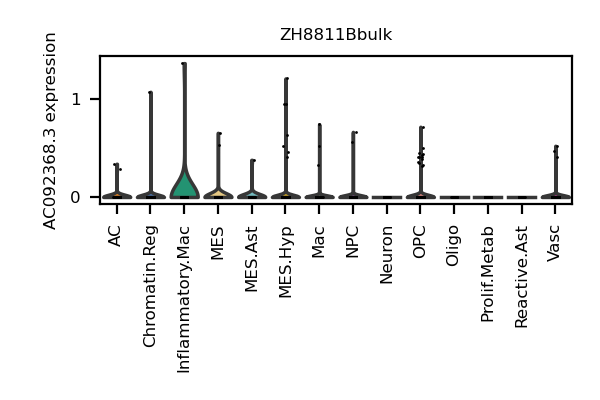 ZH8811Bbulk
AC092368.3 expression
1
0
AC
Chromatin.Reg
Inflammatory.Mac
MES
MES.Ast
MES.Hyp
Mac
NPC
Neuron
OPC
Oligo
Prolif.Metab
Reactive.Ast
Vasc